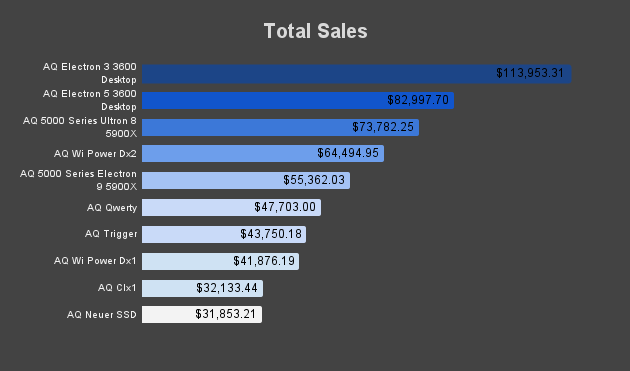 Total Sales
AQ Electron 3 3600
Desktop
$113,953.31
AQ Electron 5 3600
Desktop
$82,997.70
AQ 5000 Series Ultron 8
5900X
$73,782.25
AQ Wi Power Dx2
$64,494.95
AQ 5000 Series Electron
9 5900X
$55,362.03
AQ Qwerty
$47,703.00
AQ Trigger
$43,750.18
AQ Wi Power Dx1
$41,876.19
AQ Clx1
$32,133.44
AQ Neuer SSD
$31,853.21